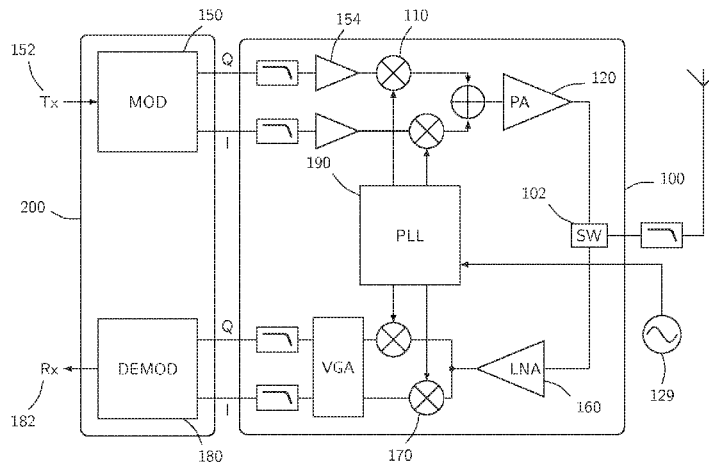 150
152
Tx
MOD
Q
I
154
110
PA
120
190
200
PLL
102
SW
100
Q
I
VGA
LNA
Rx
DEMOD
182
180
170
160
129